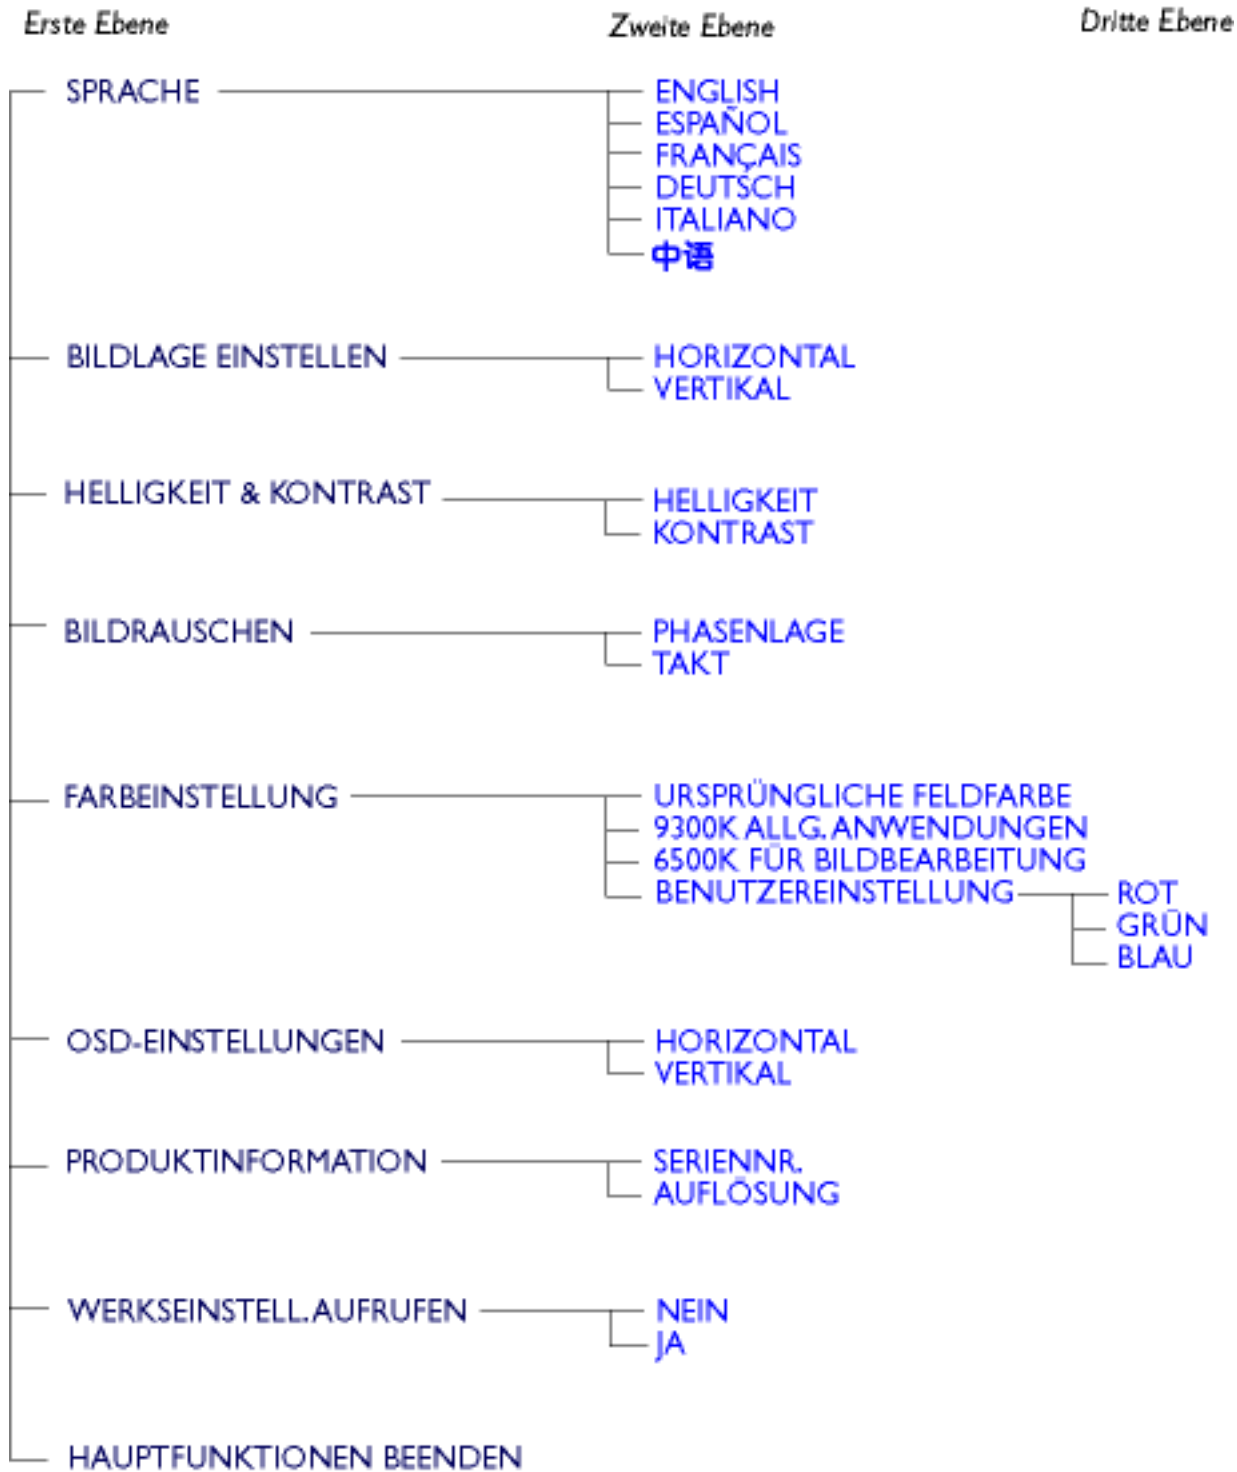 Erste Ebene Zweite Ebene Dritte Ebene
SPRACHE ENGLISH
ESPAÑOL
FRANÇAIS
DEUTSCH
ITALIANO
中语
BILDLAGE EINSTELLEN HORIZONTAL
VERTIKAL
HELLIGKEIT & KONTRAST HELLIGKEIT
KONTRAST
BILDRAUSCHEN PHASENLAGE
TAKT
FARBEINSTELLUNG URSPRÜNGLICHE FELDFARBE
9300K ALLG. ANWENDUNGEN
6500K FÜR BILDBEARBEITUNG
BENUTZEREINSTELLUNG ROT
GRÜN
BLAU
OSD-EINSTELLUNGEN HORIZONTAL
VERTIKAL
PRODUKTINFORMATION SERIENNR.
AUFLÖSUNG
WERKSEINSTELL. AUFRUFEN NEIN
JA
HAUPTFUNKTIONEN BEENDEN